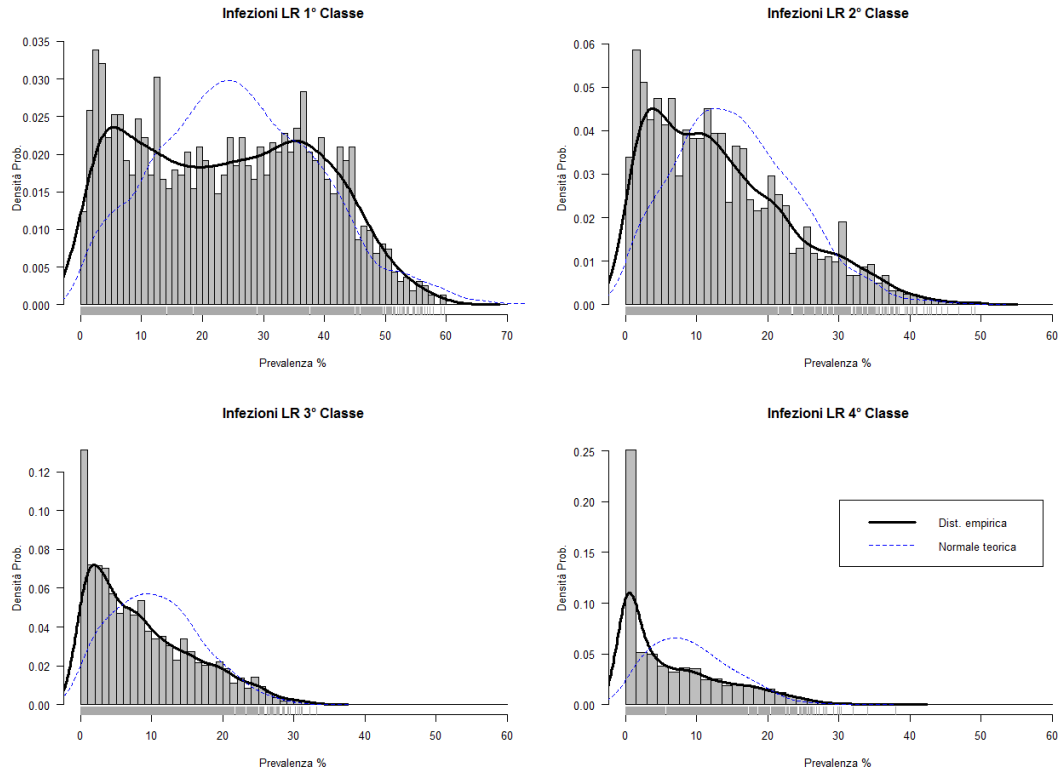 Infezioni LR 1° Classe
Densità Prob.
0.035
0.030
0.025
0.020
0.015
0.010
0.005
0.000
0 10 20 30 40 50 60 70
Prevalenza %
Infezioni LR 2° Classe
Densità Prob.
0.06
0.05
0.04
0.03
0.02
0.01
0.00
0 10 20 30 40 50 60
Prevalenza %
Infezioni LR 3° Classe
Densità Prob.
0.12
0.10
0.08
0.06
0.04
0.02
0.00
0 10 20 30 40 50 60
Prevalenza %
Infezioni LR 4° Classe
Densità Prob.
0.25
0.20
0.15
0.10
0.05
0.00
0 10 20 30 40 50 60
Prevalenza %
Dist. empirica
Normale teorica